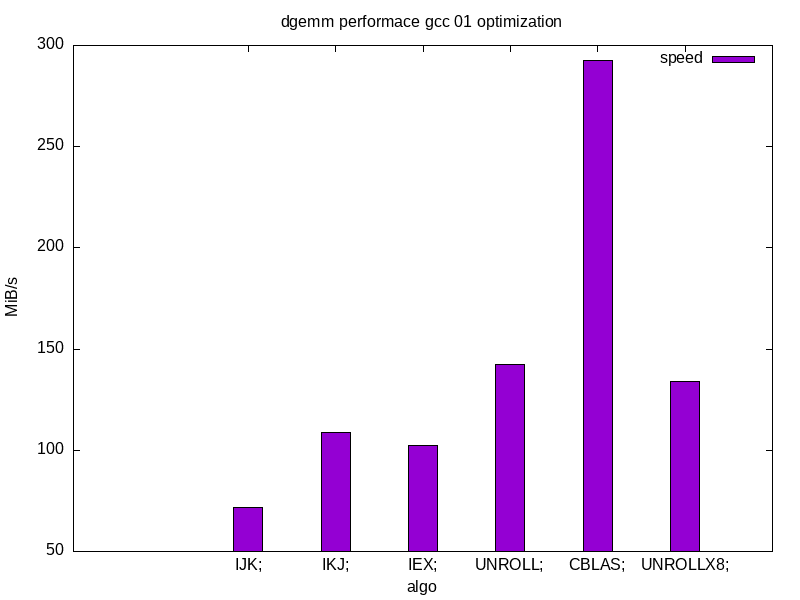 dgemm performace gcc 01 optimization
300
speed
250
200
MiB/s
150
100
50
IJK; IKJ; IEX; UNROLL; CBLAS; UNROLLX8;
algo